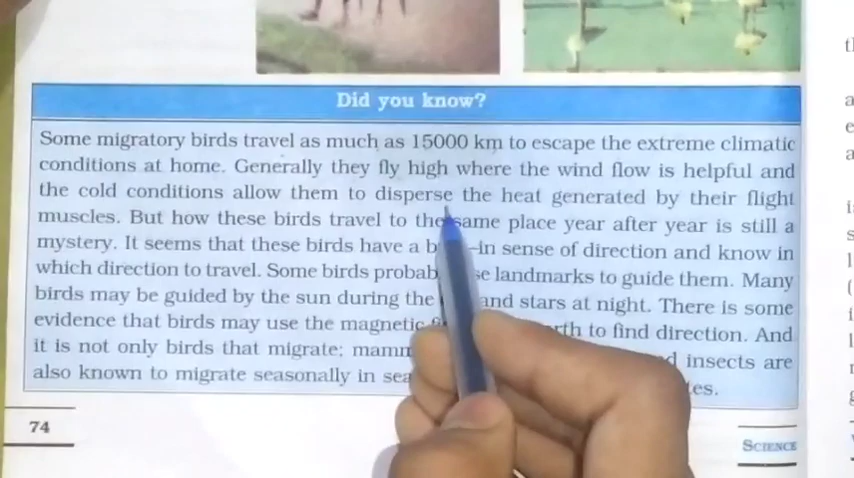 Did you know?
Some migratory birds travel as much as 15000 km to escape the extreme climatic
conditions at home. Generally they fly high where the wind flow is helpful and
the cold conditions allow them to disperse the heat generated by their flight
muscles. But how these birds travel to the same place year after year is still a
mystery. It seems that these birds have a b –in sense of direction and know in
which direction to travel. Some birds probab se landmarks to guide them. Many
birds may be guided by the sun during the and stars at night. There is some
evidence that birds may use the magnetic rth to find direction. And
it is not only birds that migrate; mam insects are
also known to migrate seasonally in sea tes.
74
SCIENCE